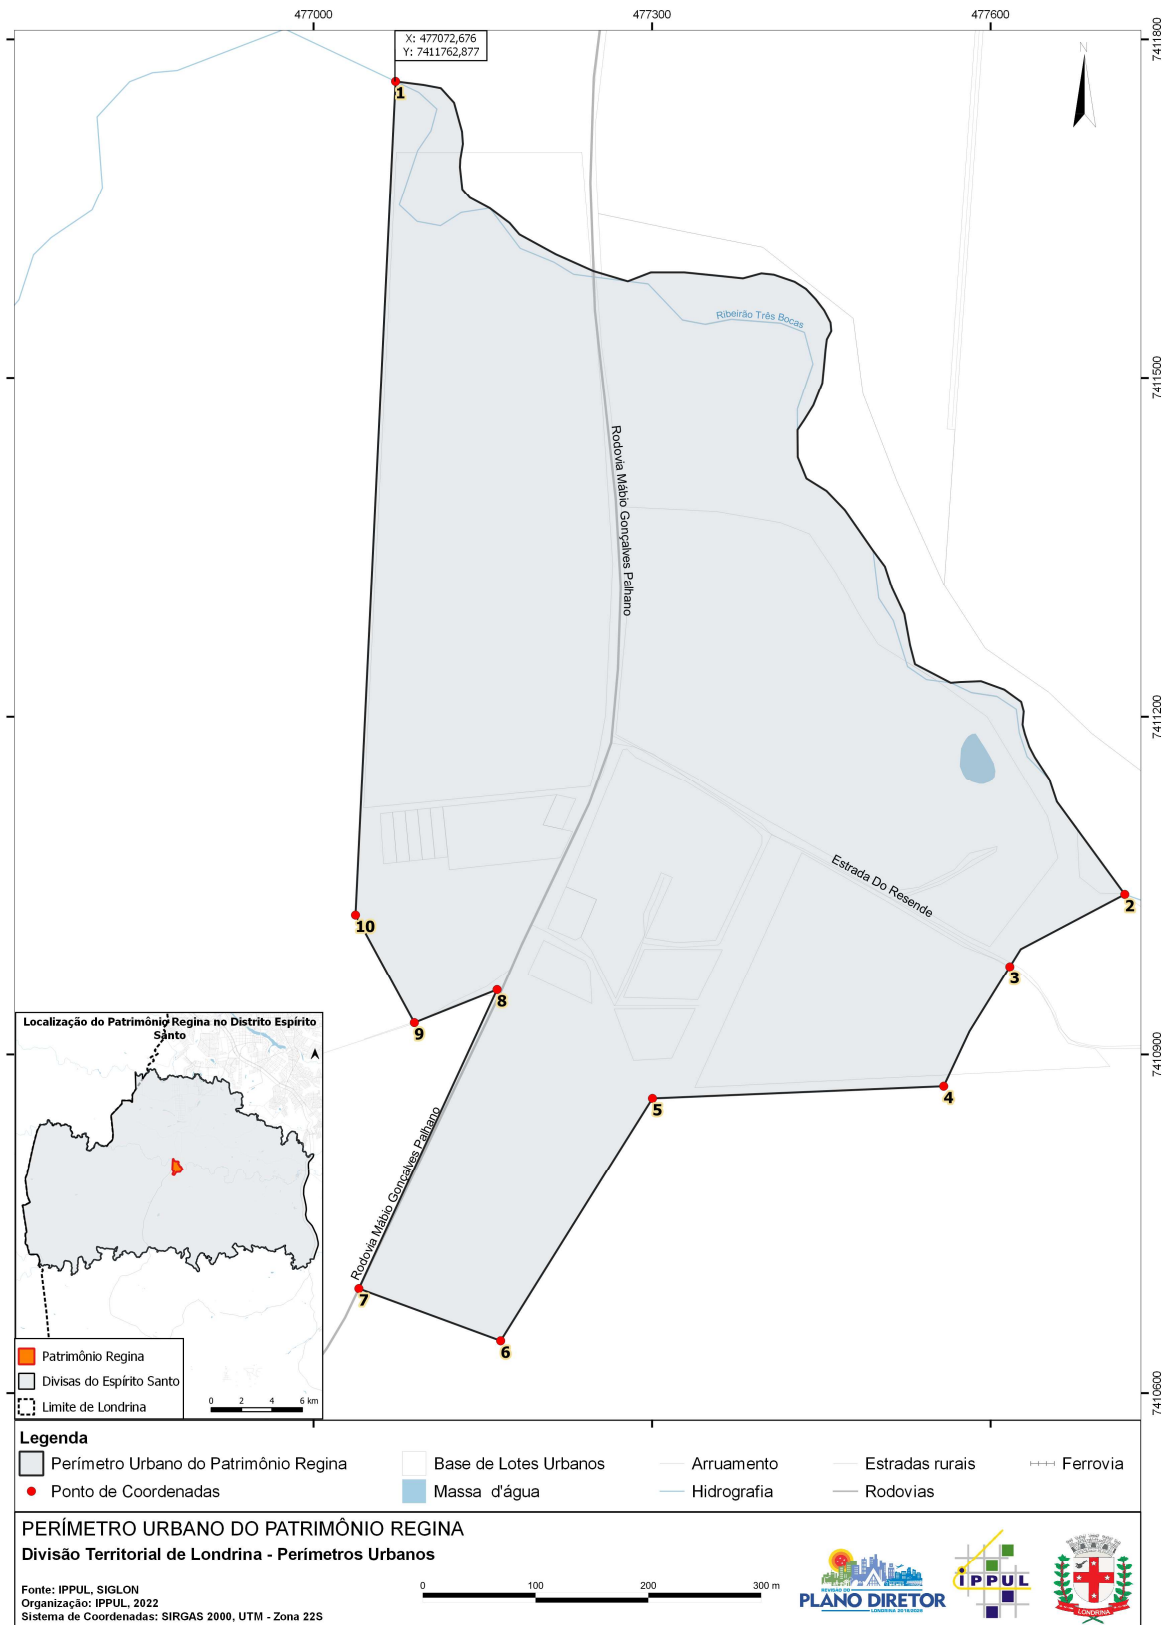 477000
477300
477600
X: 477072,676
Y: 7411762,877
7411800
N
1
Ribeirão Três Bocas
7411500
Rodovia Mábio Gonçalves Palhano
7411200
Estrada Do Resende
2
10
3
8
9
7410900
4
5
Rodovia Mábio Gonçalves Palhano
7
6
7410600
Localização do Patrimônio Regina no Distrito Espírito
Santo
Patrimônio Regina
Divisas do Espírito Santo
Limite de Londrina
0 2 4 6 km
Legenda
Perímetro Urbano do Patrimônio Regina
Base de Lotes Urbanos
Arruamento
Estradas rurais
Ferrovia
Ponto de Coordenadas
Massa d'água
Hidrografia
Rodovias
PERÍMETRO URBANO DO PATRIMÔNIO REGINA
Divisão Territorial de Londrina - Perímetros Urbanos
Fonte: IPPUL, SIGLON
Organização: IPPUL, 2022
Sistema de Coordenadas: SIRGAS 2000, UTM - Zona 22S
0 100 200 300 m
REVISÃO DO
PLANO DIRETOR
LONDRINA 2018/2028
IPPUL
LONDRINA